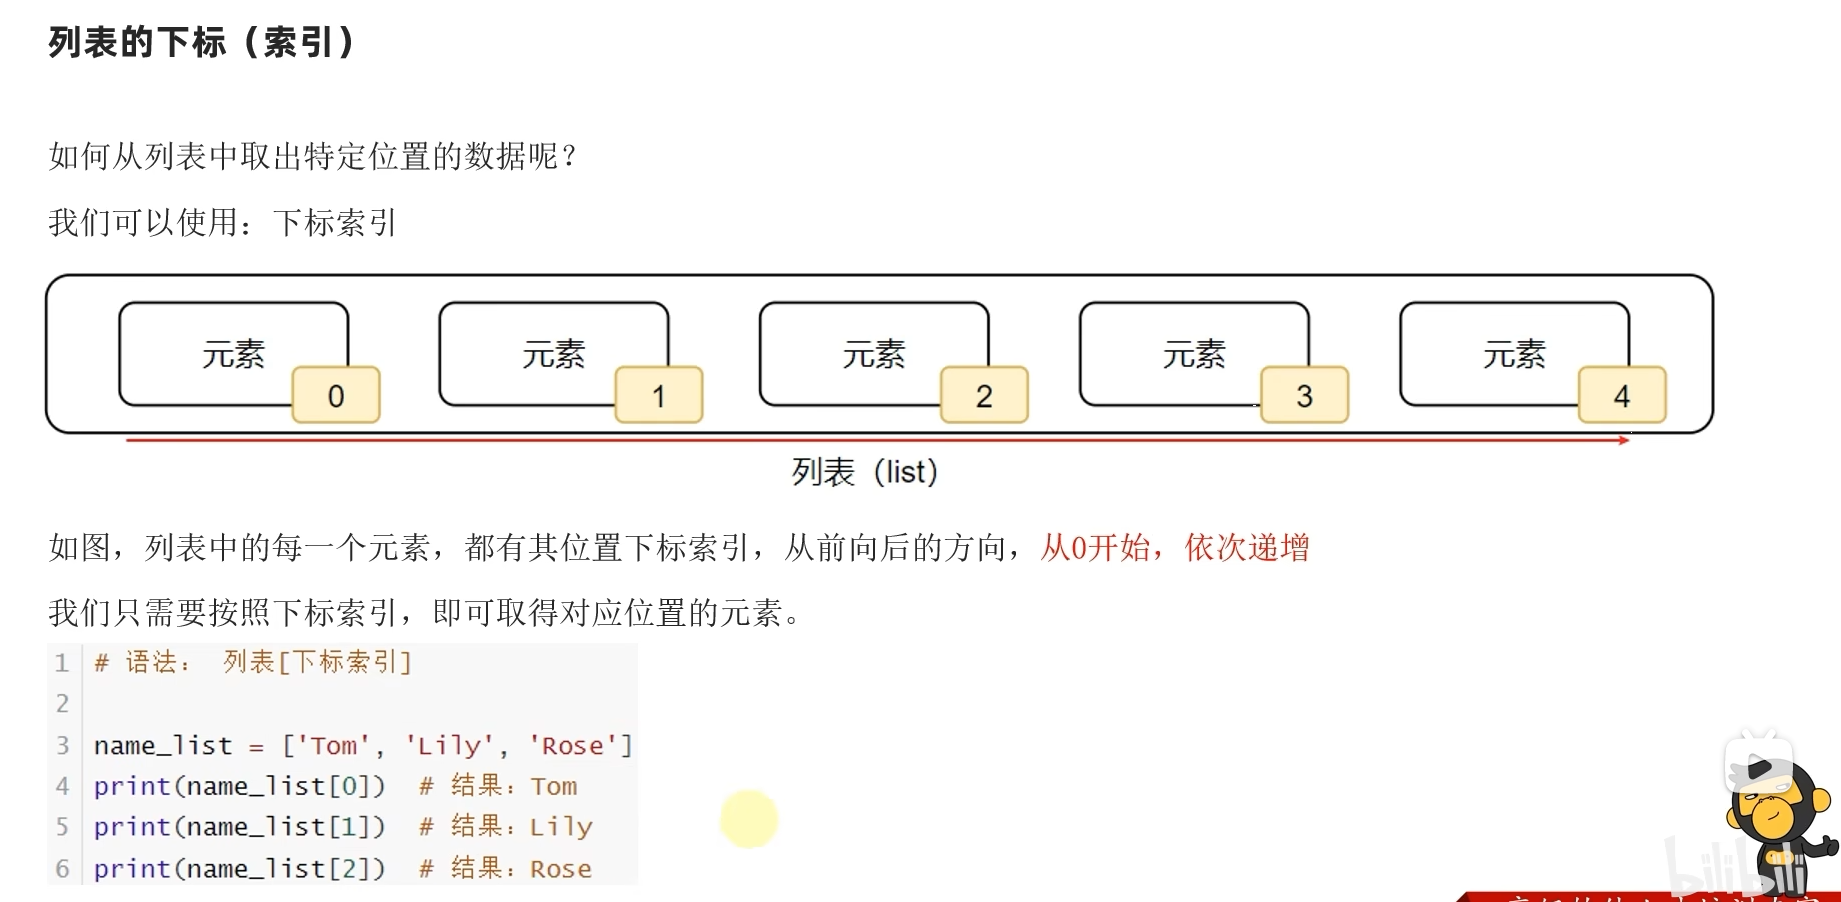 列表的下标（索引）
如何从列表中取出特定位置的数据呢？
我们可以使用：下标索引
元素 元素 元素 元素 元素
0 1 2 3 4
列表（list）
如图，列表中的每一个元素，都有其位置下标索引，从前向后的方向，从0开始，依次递增
我们只需要按照下标索引，即可取得对应位置的元素。
1 # 语法： 列表[下标索引]
2
3 name_list = ['Tom', 'Lily', 'Rose']
4 print(name_list[0]) # 结果：Tom
5 print(name_list[1]) # 结果：Lily
6 print(name_list[2]) # 结果：Rose
bilibili